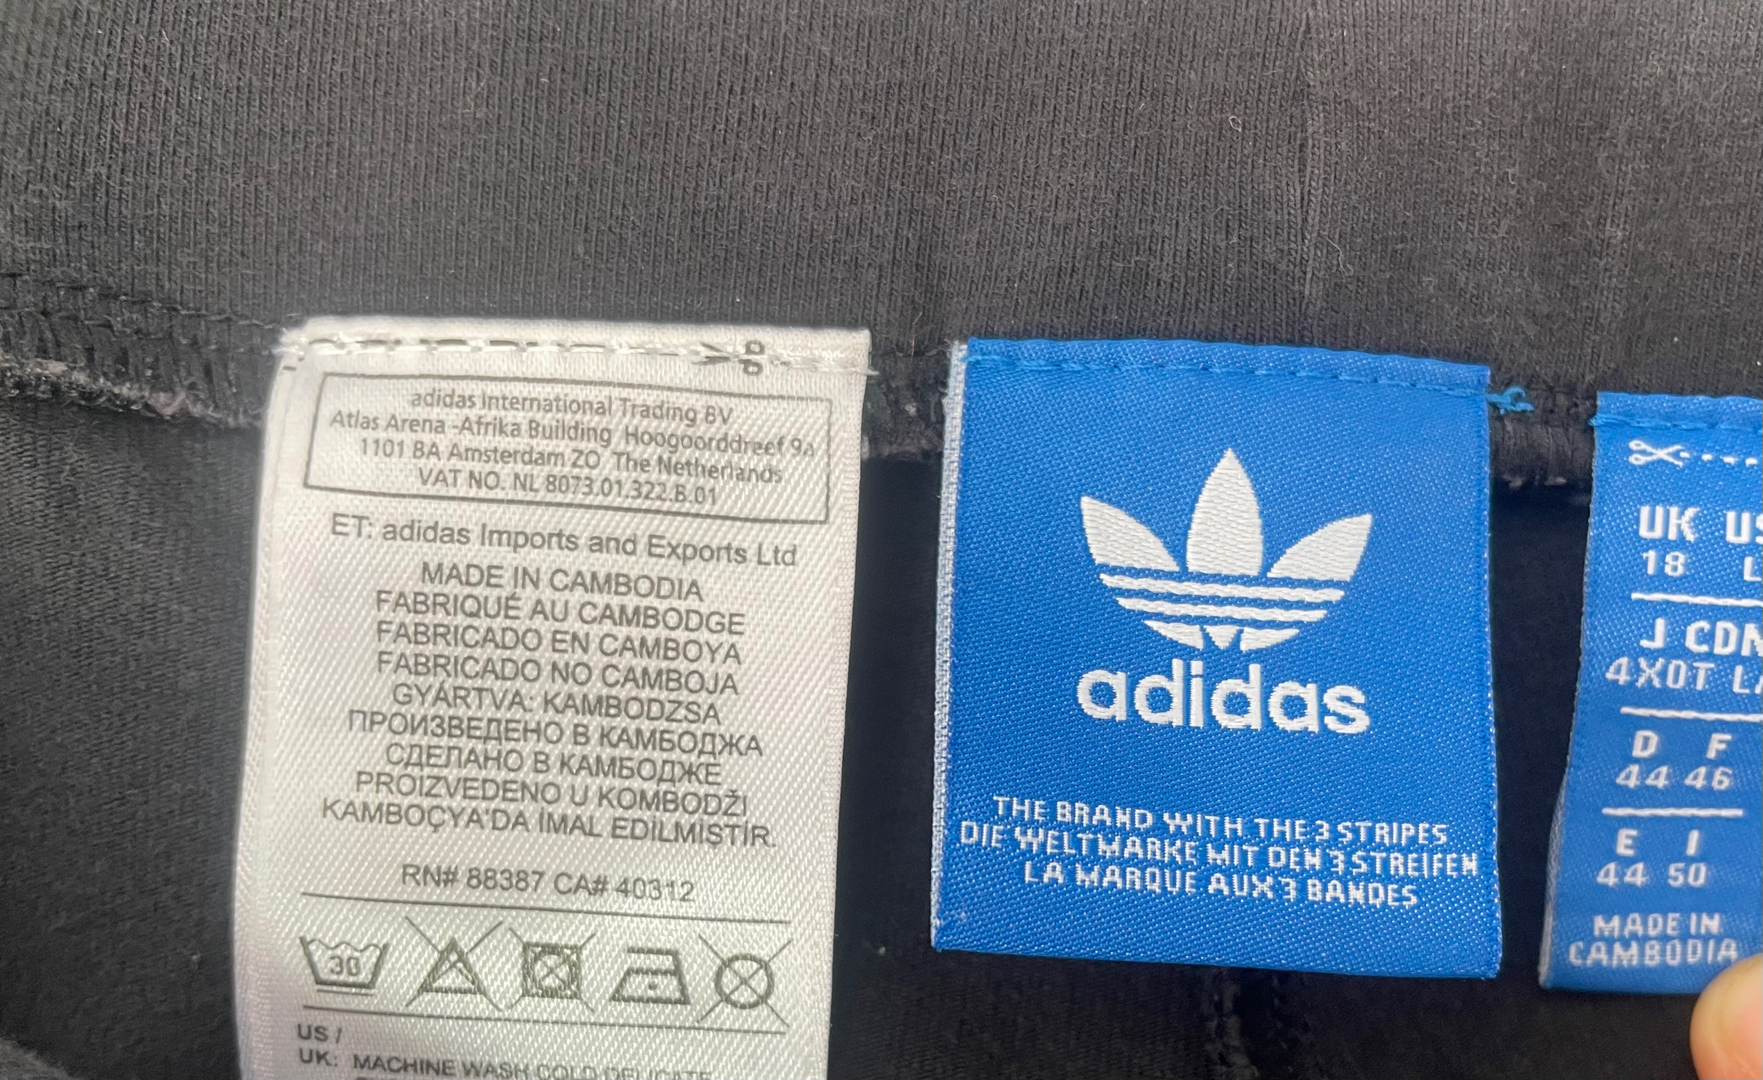 adidas International Trading BV
Atlas Arena -Afrika Building Hoogoorddreef 9a
1101 BA Amsterdam ZO The Netherlands
VAT NO. NL 8073.01.322.B.01
ET: adidas Imports and Exports Ltd
MADE IN CAMBODIA
FABRIQUÉ AU CAMBODGE
FABRICADO EN CAMBOYA
FABRICADO NO CAMBOJA
GYÁRTVA: KAMBODZSA
ПРОИЗВЕДЕНО В КАМБОДЖА
СДЕЛАНО В КАМБОДЖЕ
PROIZVEDENO U KOMBODŽI
KAMBOÇYA'DA İMAL EDİLMİŞTİR.
RN# 88387 CA# 40312
30
US /
UK: MACHINE WASH COLD DELICATE
adidas
THE BRAND WITH THE 3 STRIPES
DIE WELTMARKE MIT DEN 3 STREIFEN
LA MARQUE AUX 3 BANDES
UK US
18 L
J CDN
4XOT LA
D F
44 46
E I
44 50
MADE IN
CAMBODIA